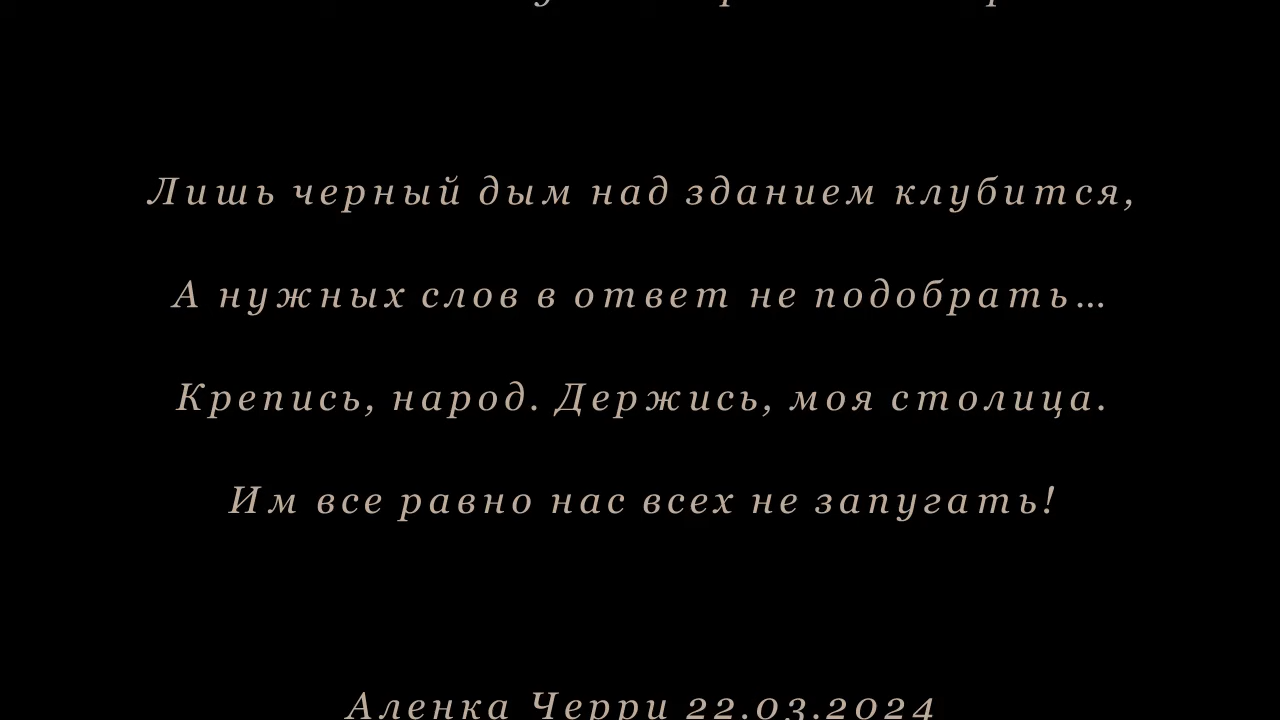 Лишь черный дым над зданием клубится,
А нужных слов в ответ не подобрать...
Крепись, народ. Держись, моя столица.
Им все равно нас всех не запугать!
Аленка Черри 22.03.2024